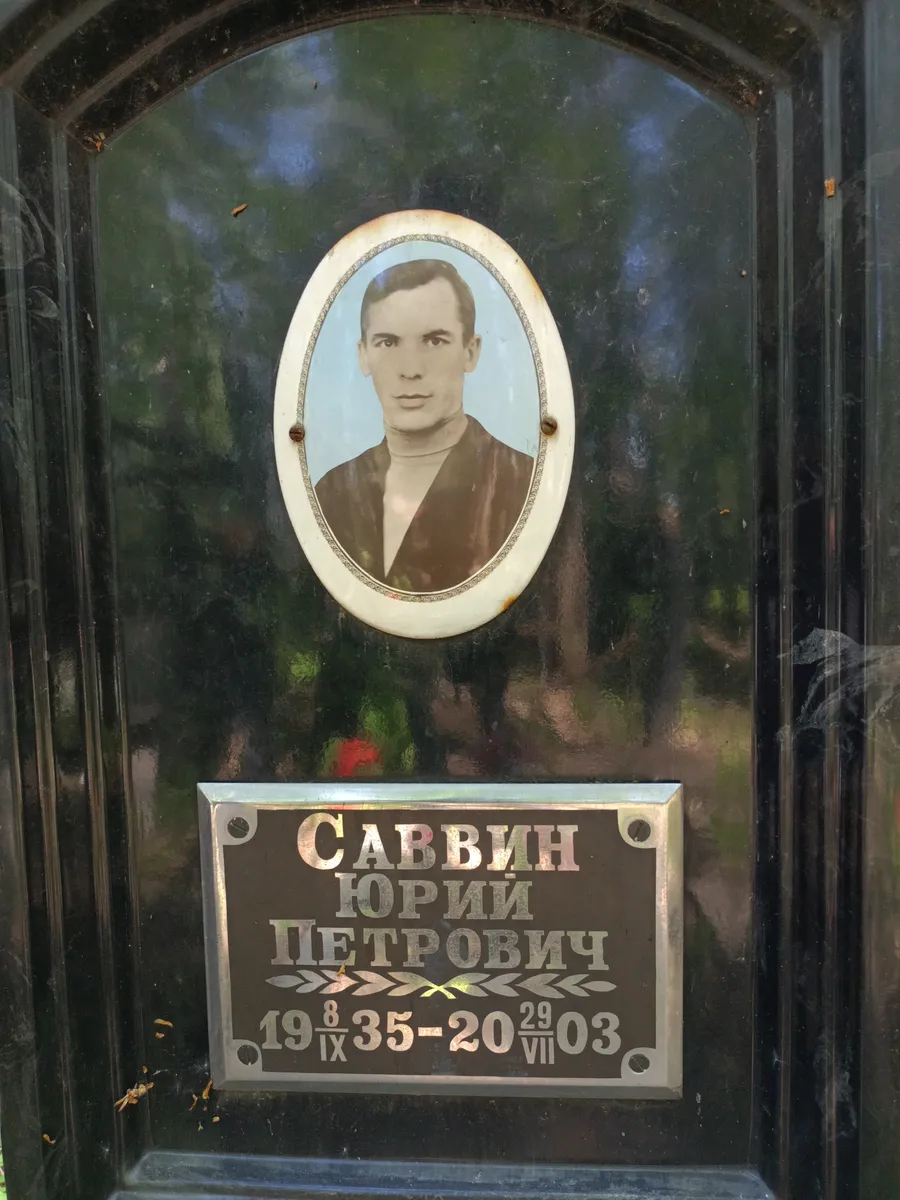 САВВИН
ЮРИЙ
ПЕТРОВИЧ
19 8/IX 35-20 29/VII 03